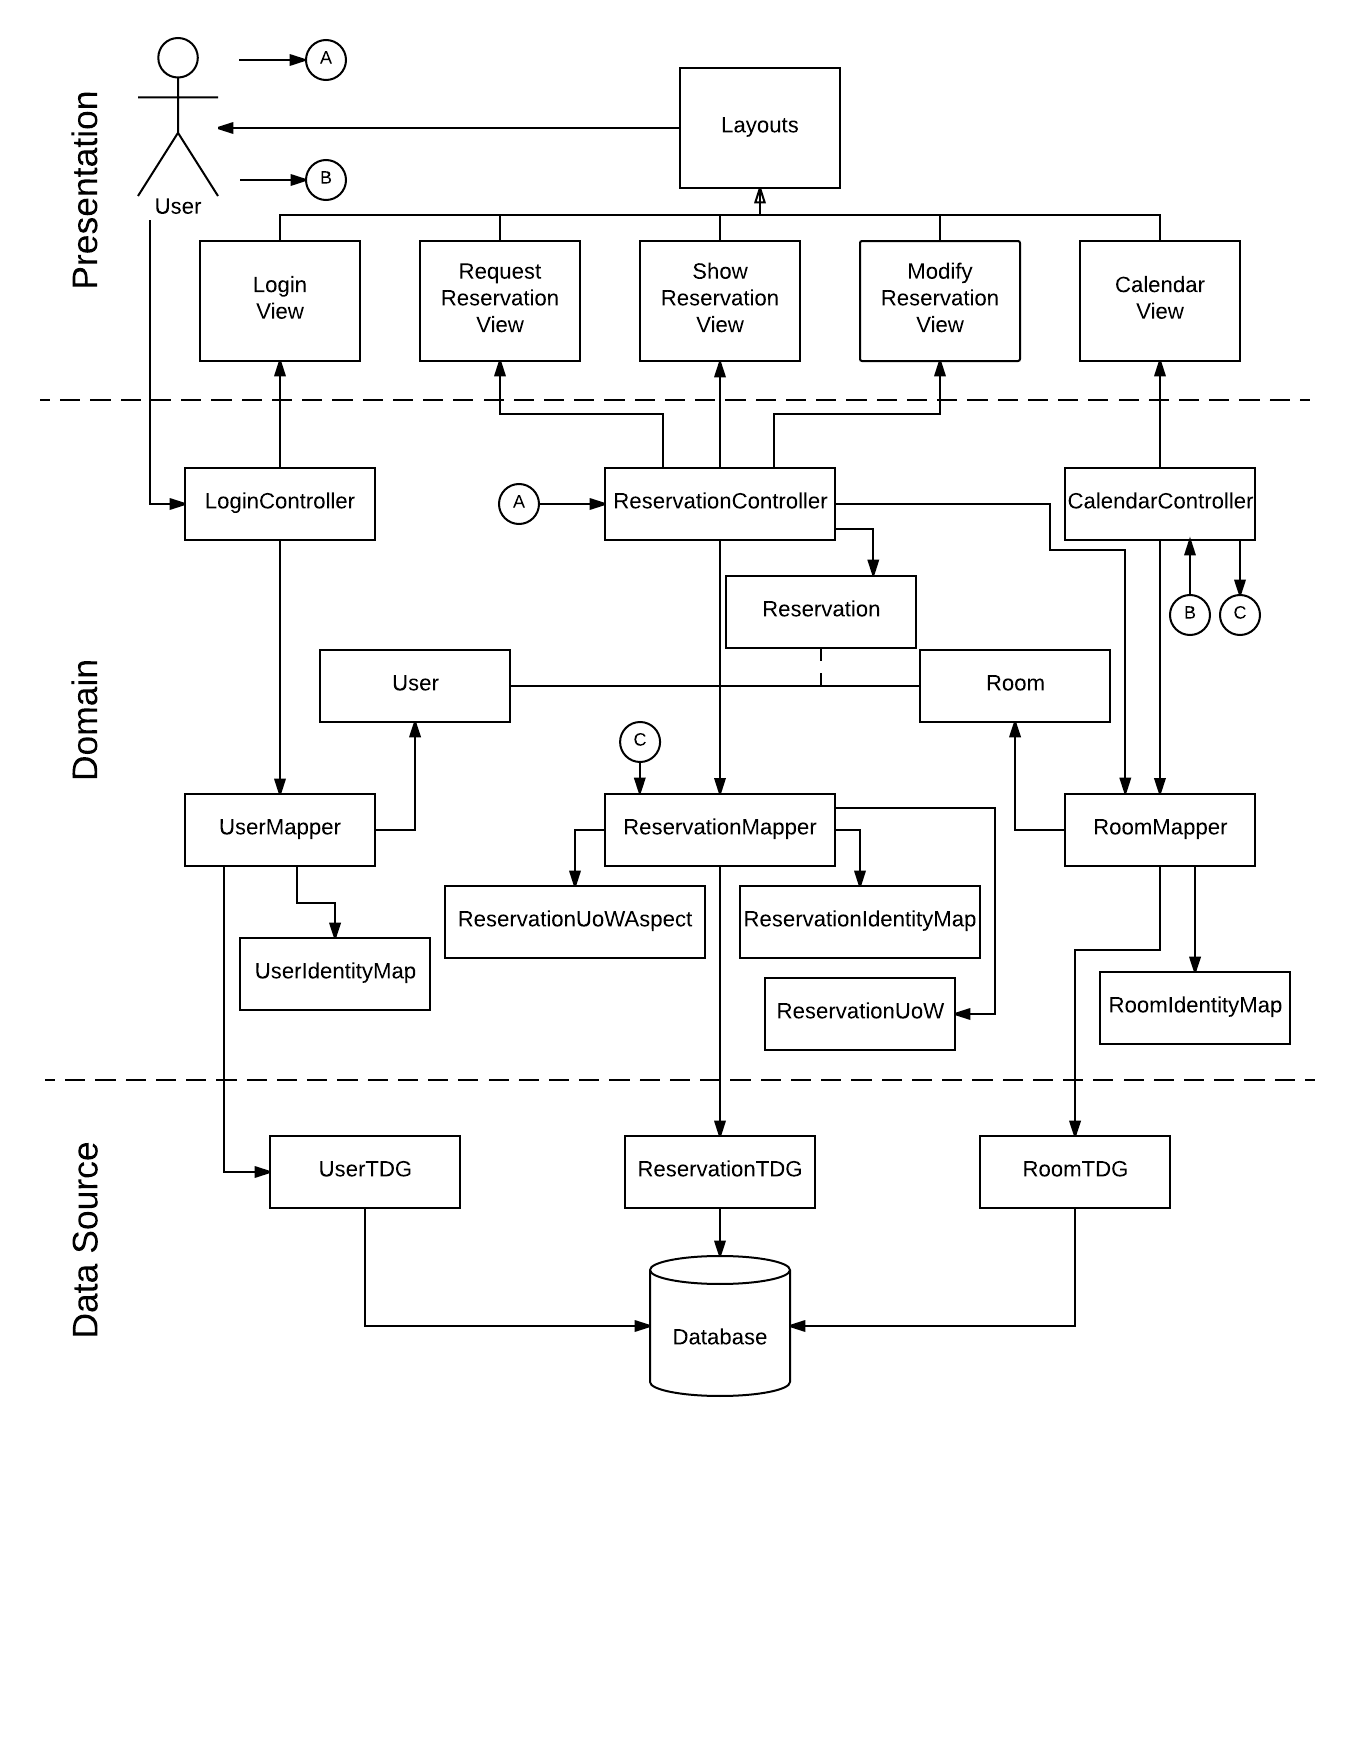 Presentation
A
Layouts
B
User
Login
View
Request
Reservation
View
Show
Reservation
View
Modify
Reservation
View
Calendar
View
Domain
LoginController
A
ReservationController
CalendarController
Reservation
B
C
User
Room
C
UserMapper
ReservationMapper
RoomMapper
ReservationUoWAspect
ReservationIdentityMap
UserIdentityMap
ReservationUoW
RoomIdentityMap
Data Source
UserTDG
ReservationTDG
RoomTDG
Database